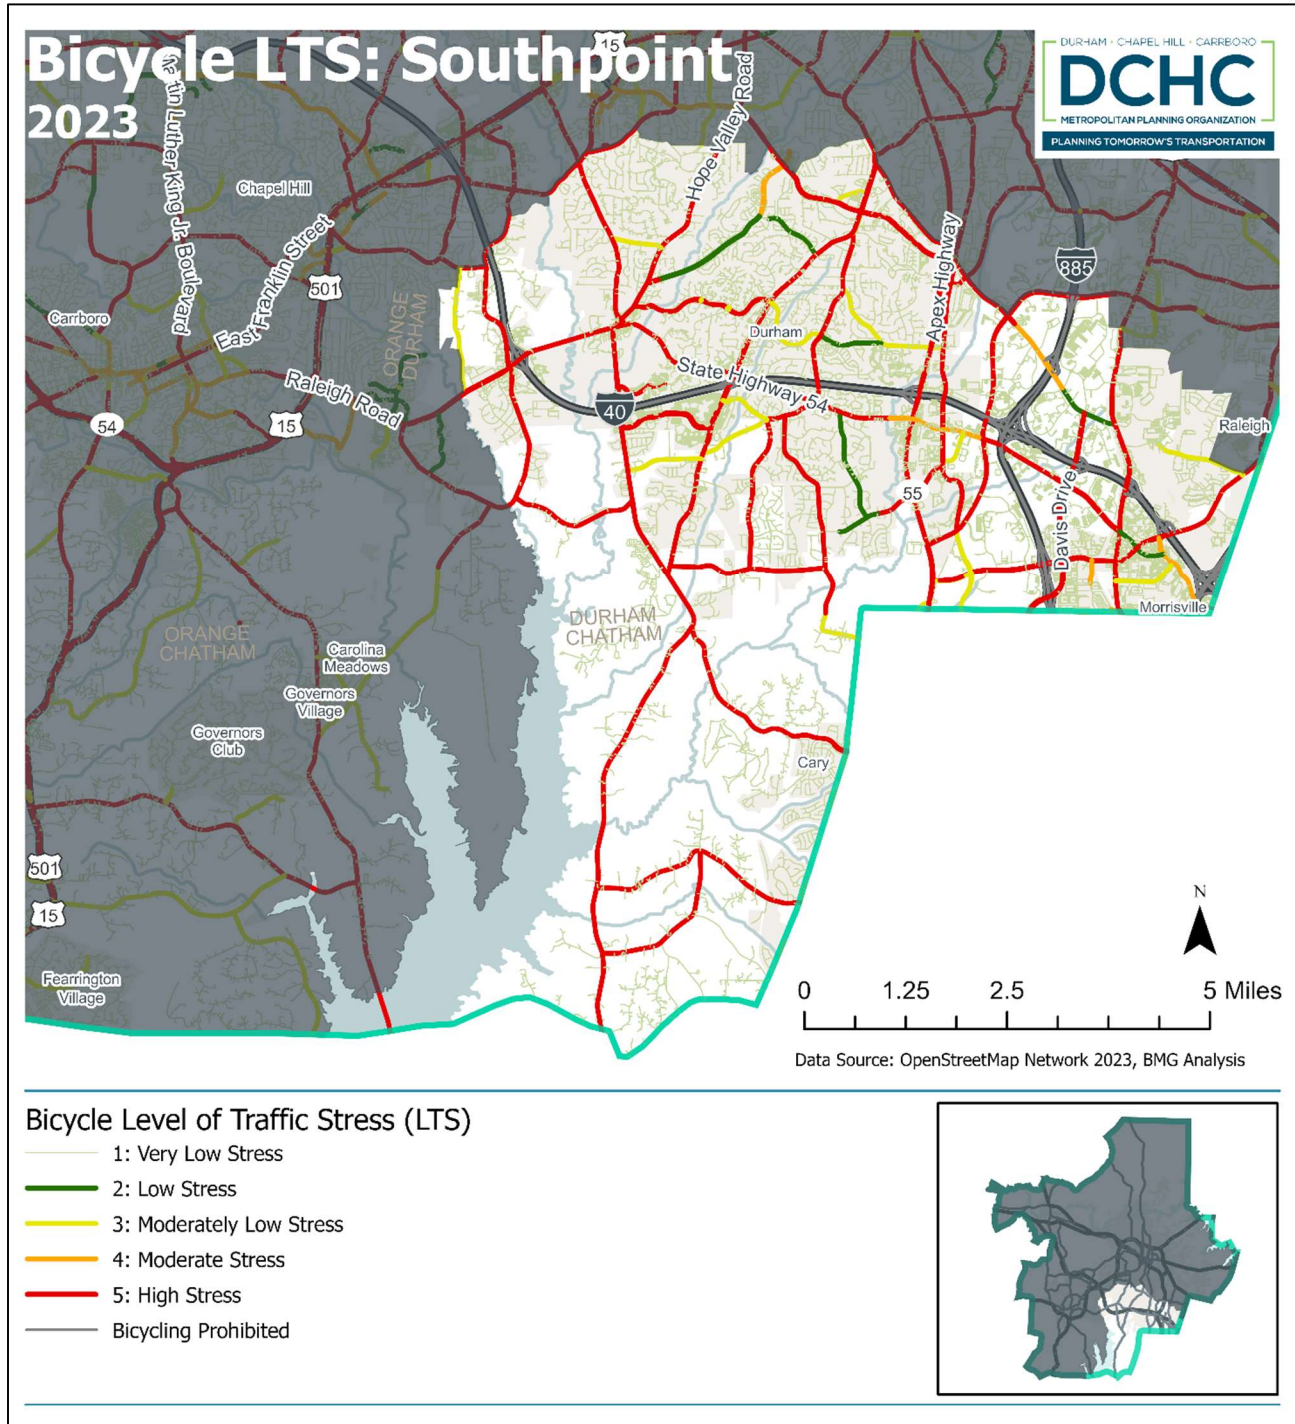 Bicycle LTS: Southpoint
2023
DURHAM · CHAPEL HILL · CARRBORO
DCHC
METROPOLITAN PLANNING ORGANIZATION
PLANNING TOMORROW'S TRANSPORTATION
15
Hope Valley Road
Luther King Jr. Boulevard
Chapel Hill
East Franklin Street
501
ORANGE
DURHAM
Carrboro
Raleigh Road
54
15
Apex Highway
885
Durham
State Highway 54
40
Raleigh
55
Davis Drive
Morrisville
DURHAM
CHATHAM
ORANGE
CHATHAM
Carolina
Meadows
Governors
Village
Governors
Club
Cary
501
15
Fearrington
Village
N
0 1.25 2.5 5 Miles
Data Source: OpenStreetMap Network 2023, BMG Analysis
Bicycle Level of Traffic Stress (LTS)
1: Very Low Stress
2: Low Stress
3: Moderately Low Stress
4: Moderate Stress
5: High Stress
Bicycling Prohibited